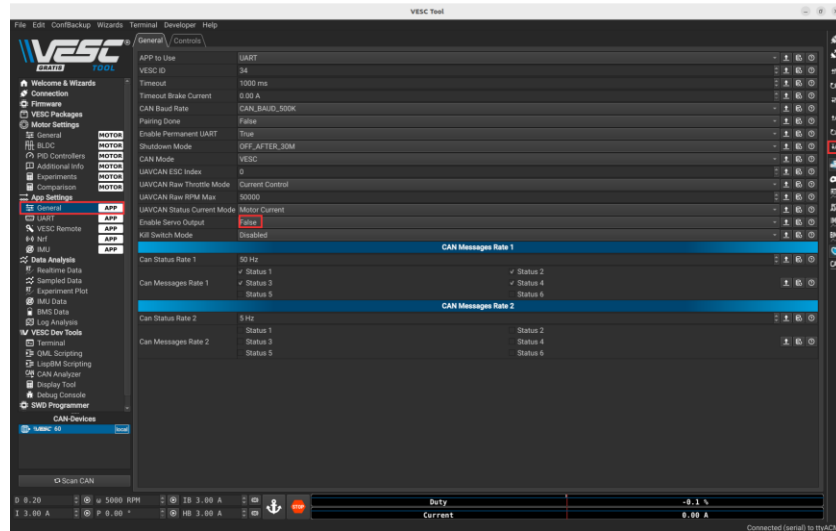 VESC Tool
File Edit ConfBackup Wizards Terminal Developer Help
VESC®
GRATIS TOOL
General Controls
Welcome & Wizards
Connection
Firmware
VESC Packages
Motor Settings
General MOTOR
BLDC MOTOR
PID Controllers MOTOR
Additional Info MOTOR
Experiments MOTOR
Comparison MOTOR
App Settings
General APP
UART APP
VESC Remote APP
Nrf APP
IMU APP
Data Analysis
Realtime Data
Sampled Data
Experiment Plot
IMU Data
BMS Data
Log Analysis
VESC Dev Tools
Terminal
QML Scripting
LispBM Scripting
CAN Analyzer
Display Tool
Debug Console
SWD Programmer
CAN-Devices
60 local
Scan CAN
APP to Use UART
VESC ID 34
Timeout 1000 ms
Timeout Brake Current 0.00 A
CAN Baud Rate CAN_BAUD_500K
Pairing Done False
Enable Permanent UART True
Shutdown Mode OFF_AFTER_30M
CAN Mode VESC
UAVCAN ESC Index 0
UAVCAN Raw Throttle Mode Current Control
UAVCAN Raw RPM Max 50000
UAVCAN Status Current Mode Motor Current
Enable Servo Output False
Kill Switch Mode Disabled
CAN Messages Rate 1
Can Status Rate 1 50 Hz
Status 1 Status 2
Can Messages Rate 1 Status 3 Status 4
Status 5 Status 6
CAN Messages Rate 2
Can Status Rate 2 5 Hz
Status 1 Status 2
Can Messages Rate 2 Status 3 Status 4
Status 5 Status 6
D 0.20 ω 5000 RPM IB 3.00 A
I 3.00 A P 0.00 ° HB 3.00 A
STOP
Duty -0.1 %
Current 0.00 A
Connected (serial) to ttyAC